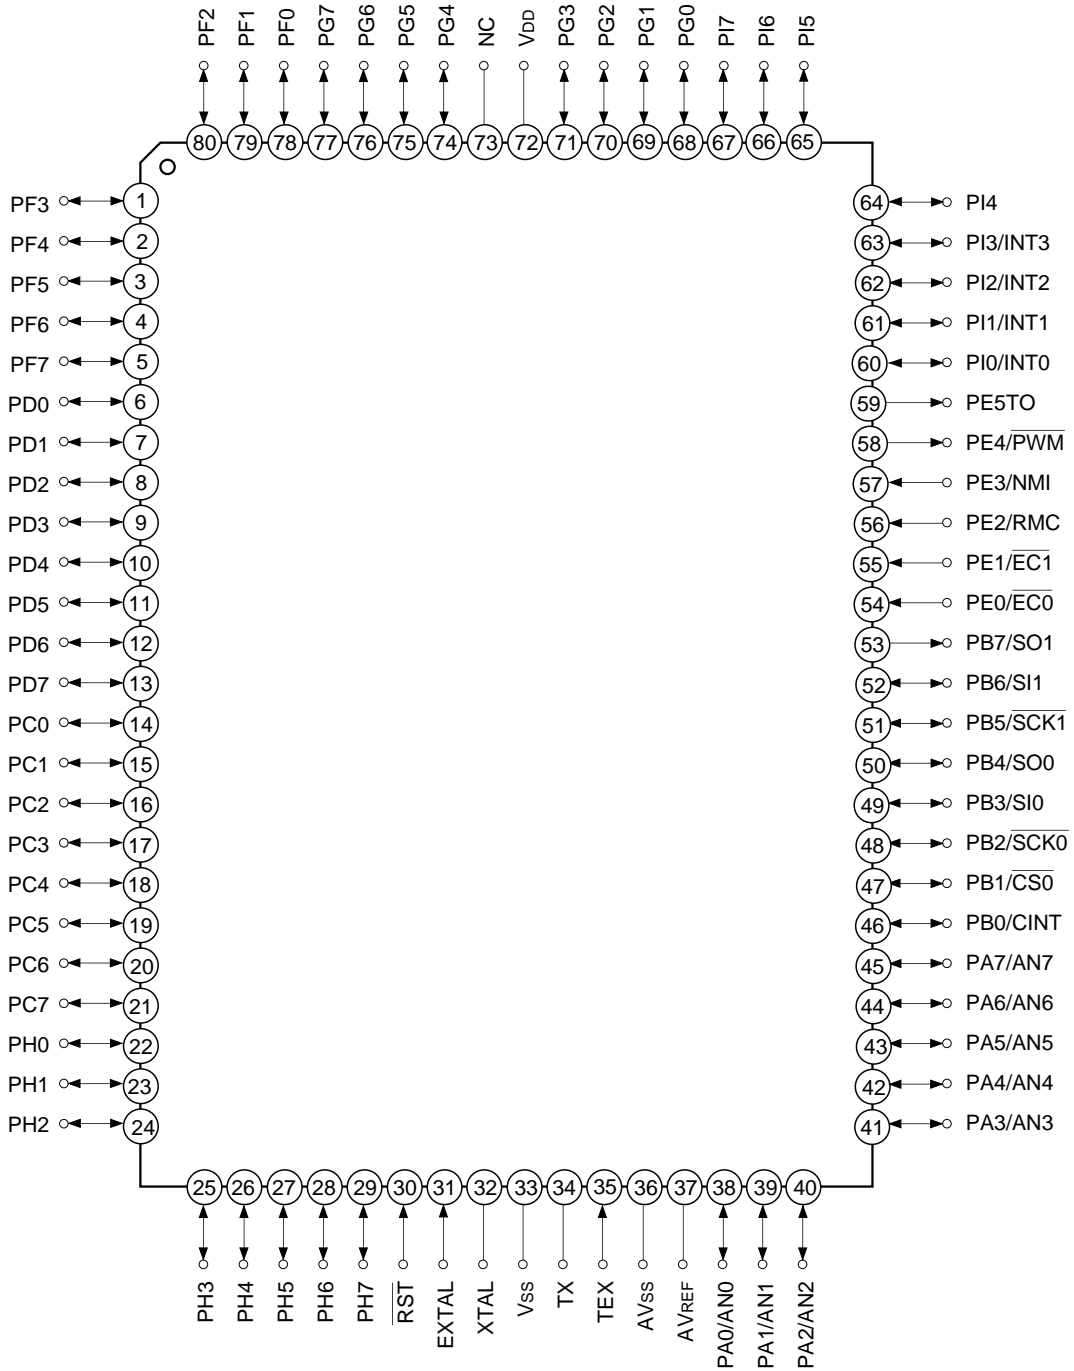 PF2 PF1 PF0 PG7 PG6 PG5 PG4 NC VDD PG3 PG2 PG1 PG0 PI7 PI6 PI5
80 79 78 77 76 75 74 73 72 71 70 69 68 67 66 65
PF3 1 64 PI4
PF4 2 63 PI3/INT3
PF5 3 62 PI2/INT2
PF6 4 61 PI1/INT1
PF7 5 60 PI0/INT0
PD0 6 59 PE5TO
PD1 7 58 PE4/PWM
PD2 8 57 PE3/NMI
PD3 9 56 PE2/RMC
PD4 10 55 PE1/EC1
PD5 11 54 PE0/EC0
PD6 12 53 PB7/SO1
PD7 13 52 PB6/SI1
PC0 14 51 PB5/SCK1
PC1 15 50 PB4/SO0
PC2 16 49 PB3/SI0
PC3 17 48 PB2/SCK0
PC4 18 47 PB1/CS0
PC5 19 46 PB0/CINT
PC6 20 45 PA7/AN7
PC7 21 44 PA6/AN6
PH0 22 43 PA5/AN5
PH1 23 42 PA4/AN4
PH2 24 41 PA3/AN3
25 26 27 28 29 30 31 32 33 34 35 36 37 38 39 40
PH3 PH4 PH5 PH6 PH7 RST EXTAL XTAL Vss TX TEX AVss AVREF PA0/AN0 PA1/AN1 PA2/AN2